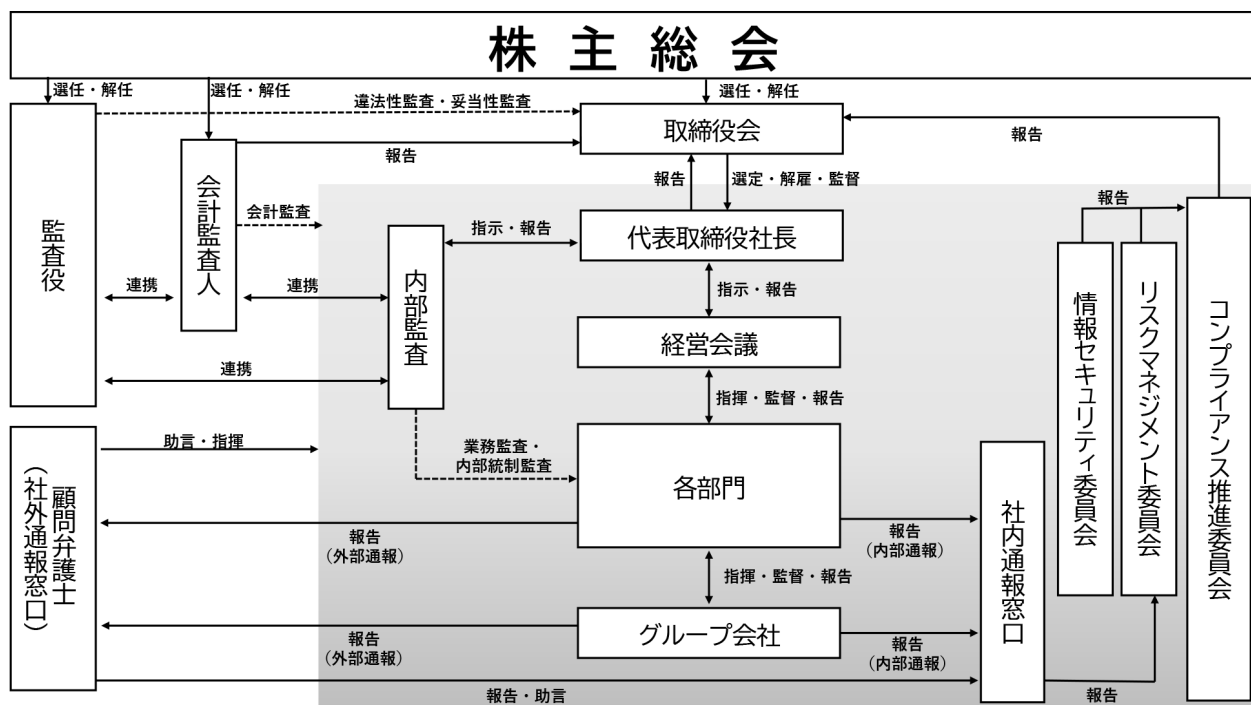 株主総会
選任・解任
選任・解任
選任・解任
違法性監査・妥当性監査
取締役会
報告
報告
監査役
会計監査人
報告
選定・解雇・監督
会計監査
代表取締役社長
指示・報告
報告
内部監査
連携
連携
指示・報告
経営会議
連携
指揮・監督・報告
情報セキュリティ委員会
リスクマネジメント委員会
コンプライアンス推進委員会
助言・指揮
業務監査・
内部統制監査
各部門
顧問弁護士
（社外通報窓口）
報告
（外部通報）
報告
（内部通報）
社内通報窓口
指揮・監督・報告
グループ会社
報告
（外部通報）
報告
（内部通報）
報告・助言
報告